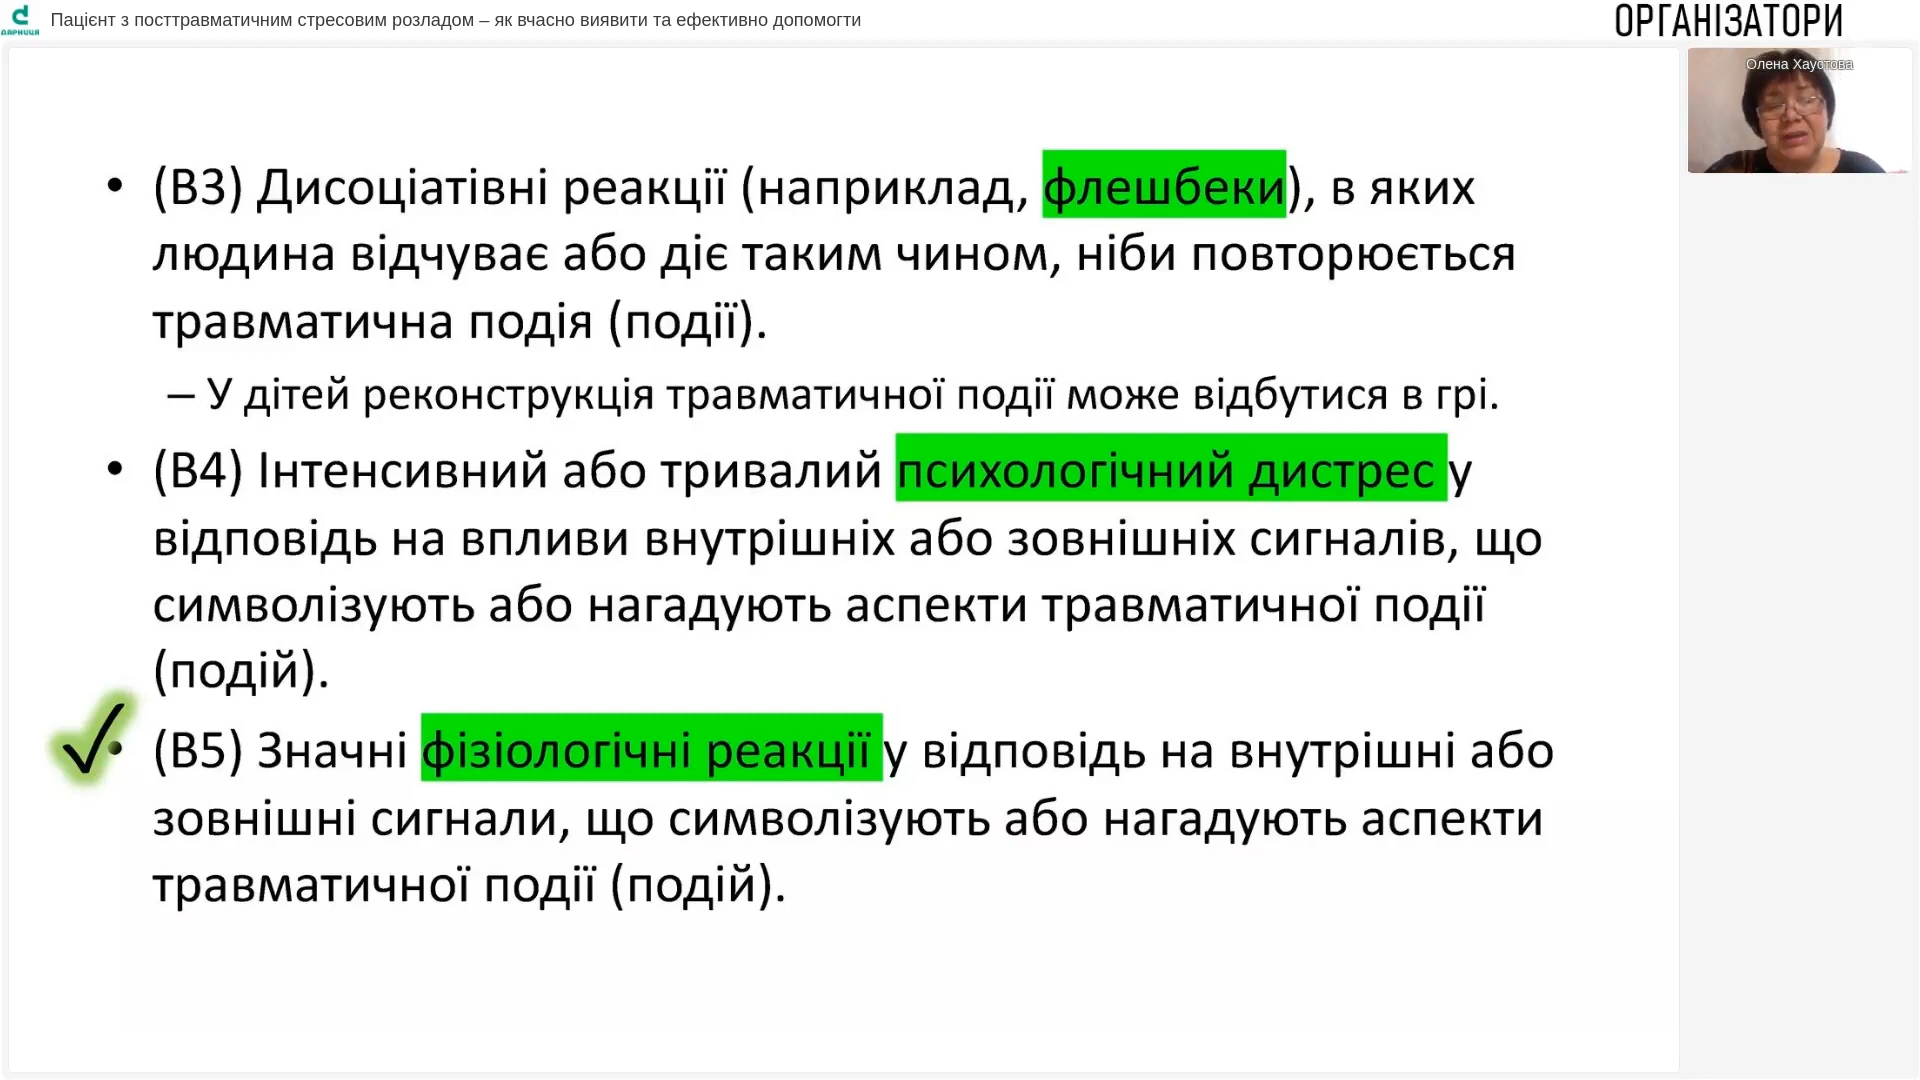 дарниця
Пацієнт з посттравматичним стресовим розладом – як вчасно виявити та ефективно допомогти
ОРГАНІЗАТОРИ
Олена Хаустова
• (B3) Дисоціатівні реакції (наприклад, флешбеки), в яких
людина відчуває або діє таким чином, ніби повторюється
травматична подія (події).
– У дітей реконструкція травматичної події може відбутися в грі.
• (B4) Інтенсивний або тривалий психологічний дистрес у
відповідь на впливи внутрішніх або зовнішніх сигналів, що
символізують або нагадують аспекти травматичної події
(подій).
• (B5) Значні фізіологічні реакції у відповідь на внутрішні або
зовнішні сигнали, що символізують або нагадують аспекти
травматичної події (подій).